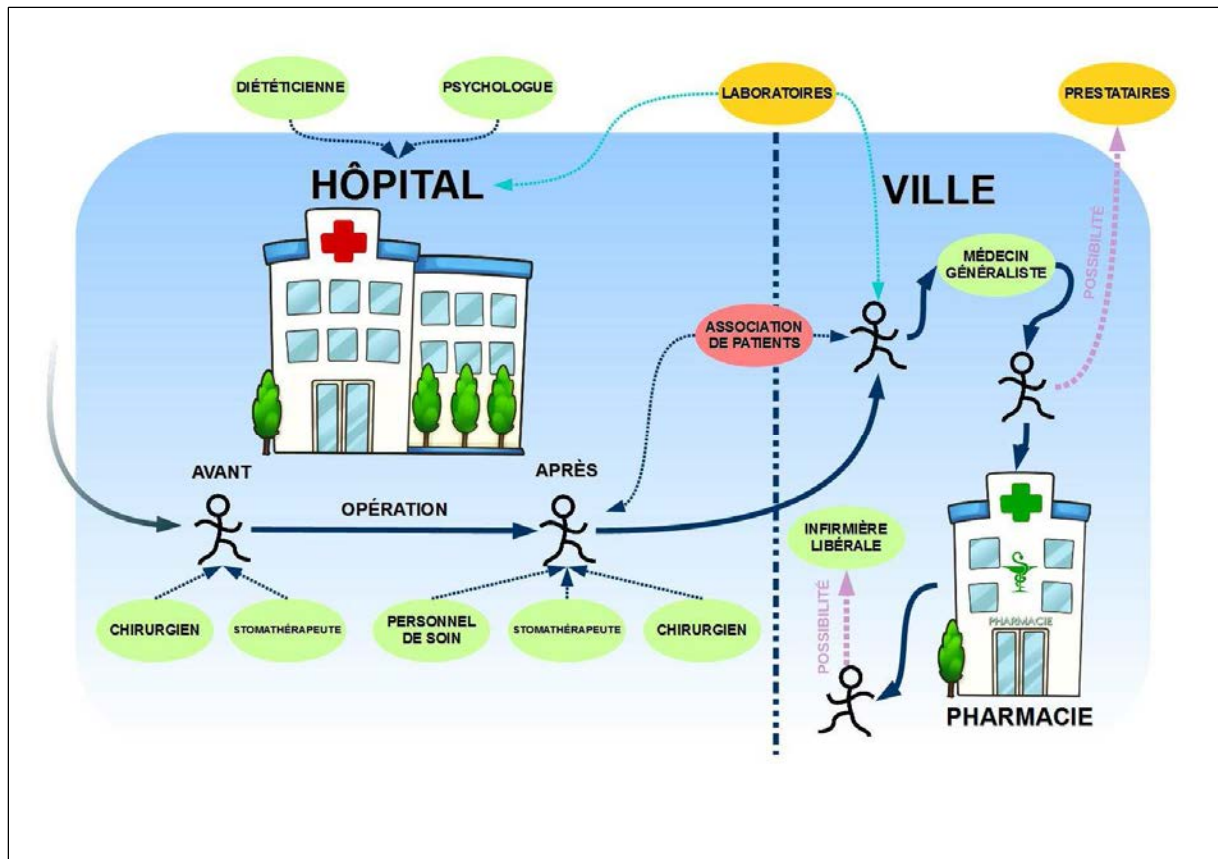 DIÉTÉTICIENNE
PSYCHOLOGUE
LABORATOIRES
PRESTATAIRES
HÔPITAL
VILLE
POSSIBILITÉ
MÉDECIN
GÉNÉRALISTE
ASSOCIATION
DE PATIENTS
AVANT
APRÈS
OPÉRATION
INFIRMIÈRE
LIBÉRALE
CHIRURGIEN
STOMATHÉRAPEUTE
PERSONNEL
DE SOIN
STOMATHÉRAPEUTE
CHIRURGIEN
POSSIBILITÉ
PHARMACIE
PHARMACIE